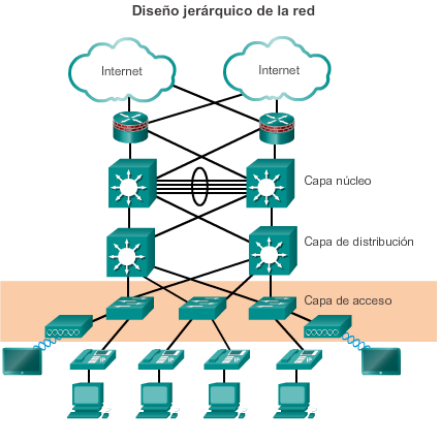 Diseño jerárquico de la red
Internet
Internet
Capa núcleo
Capa de distribución
Capa de acceso